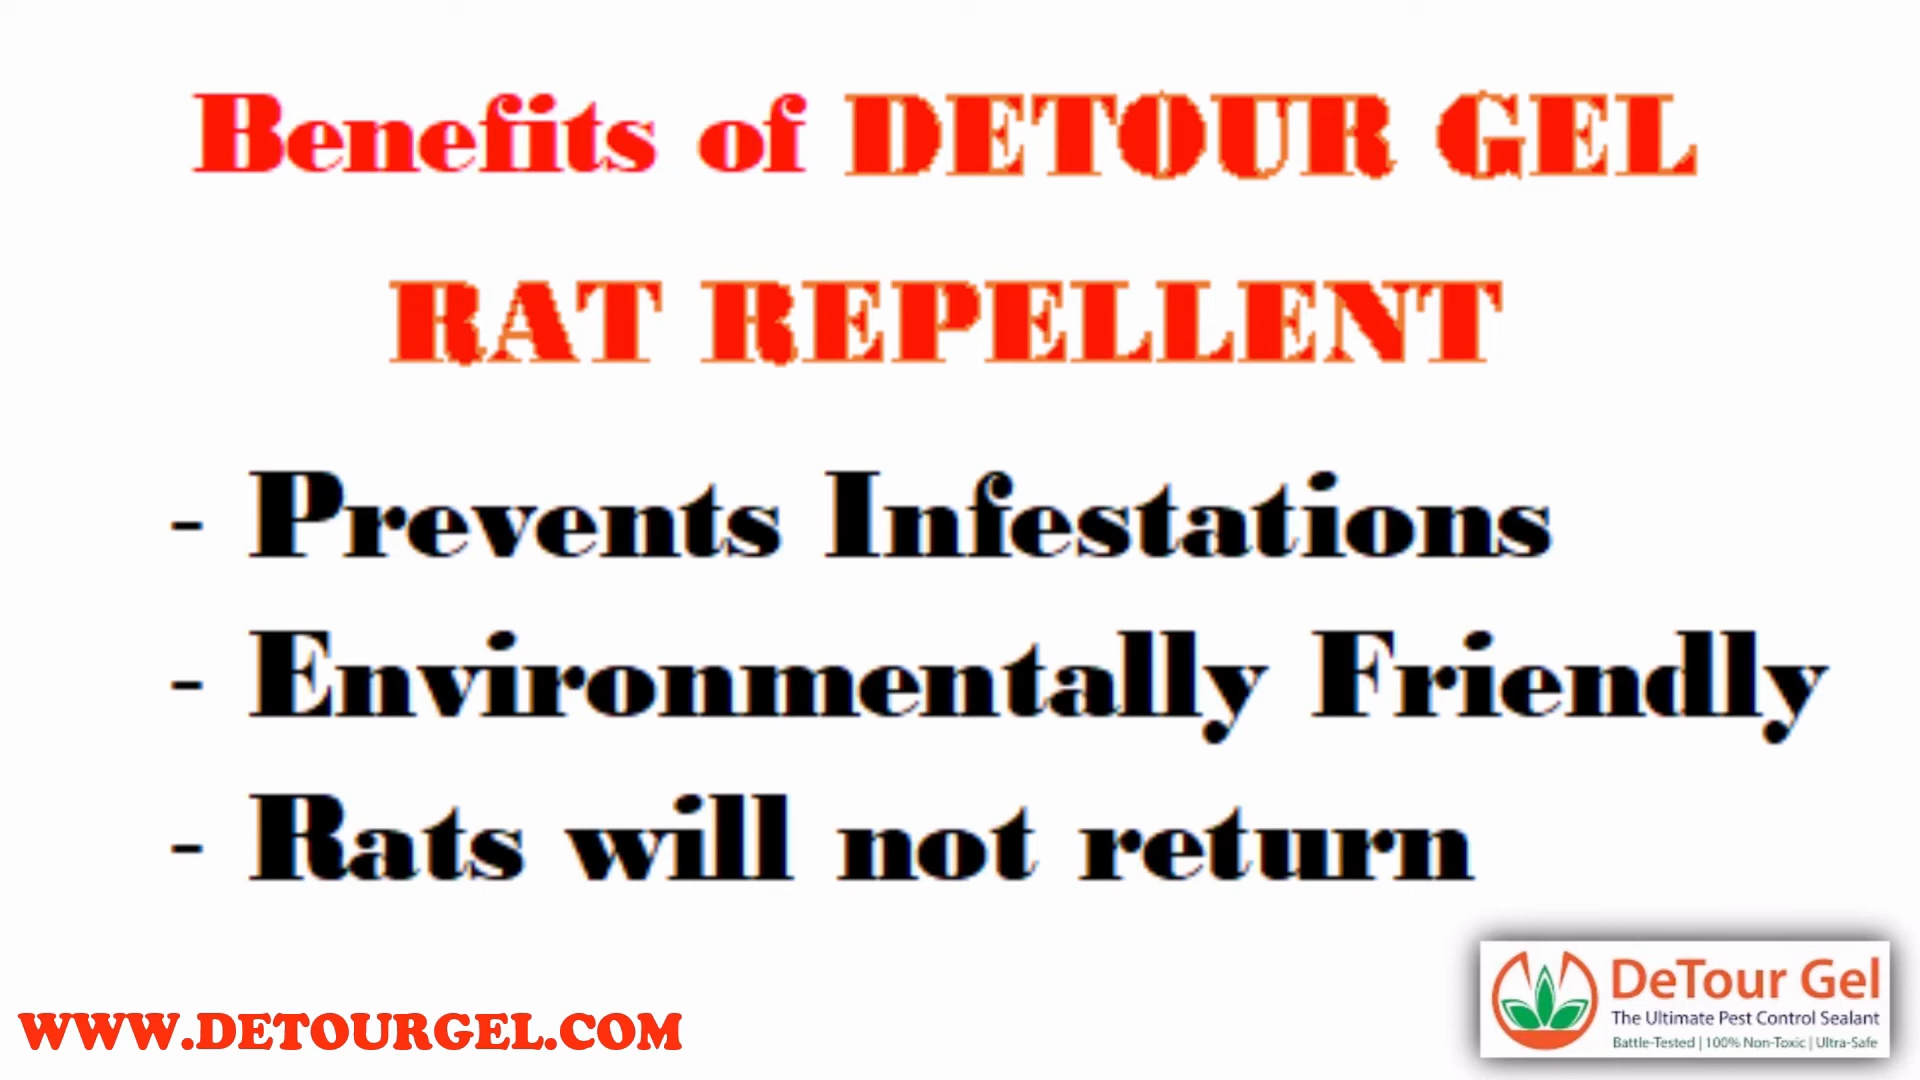 Benefits of DETOUR GEL
RAT REPELLENT
- Prevents Infestations
- Environmentally Friendly
- Rats will not return
WWW.DETOURGEL.COM
DeTour Gel
The Ultimate Pest Control Sealant
Battle-Tested | 100% Non-Toxic | Ultra-Safe